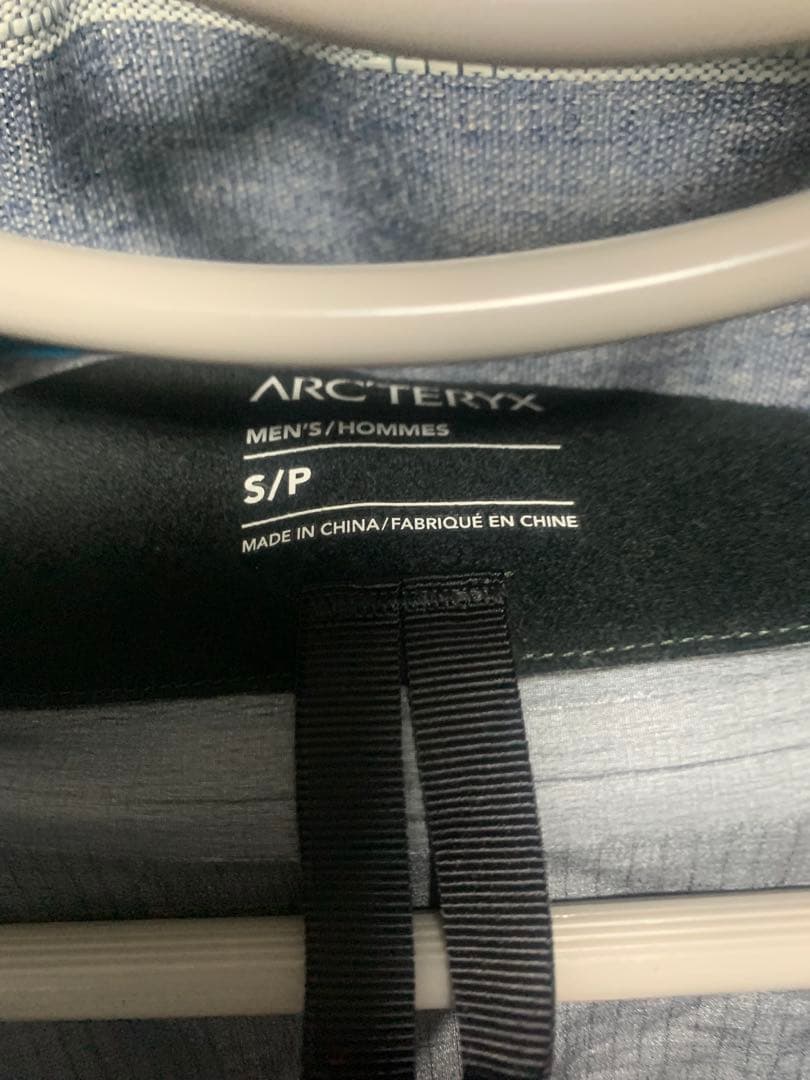 ARC'TERYX
MEN'S/HOMMES
S/P
MADE IN CHINA/FABRIQUÉ EN CHINE